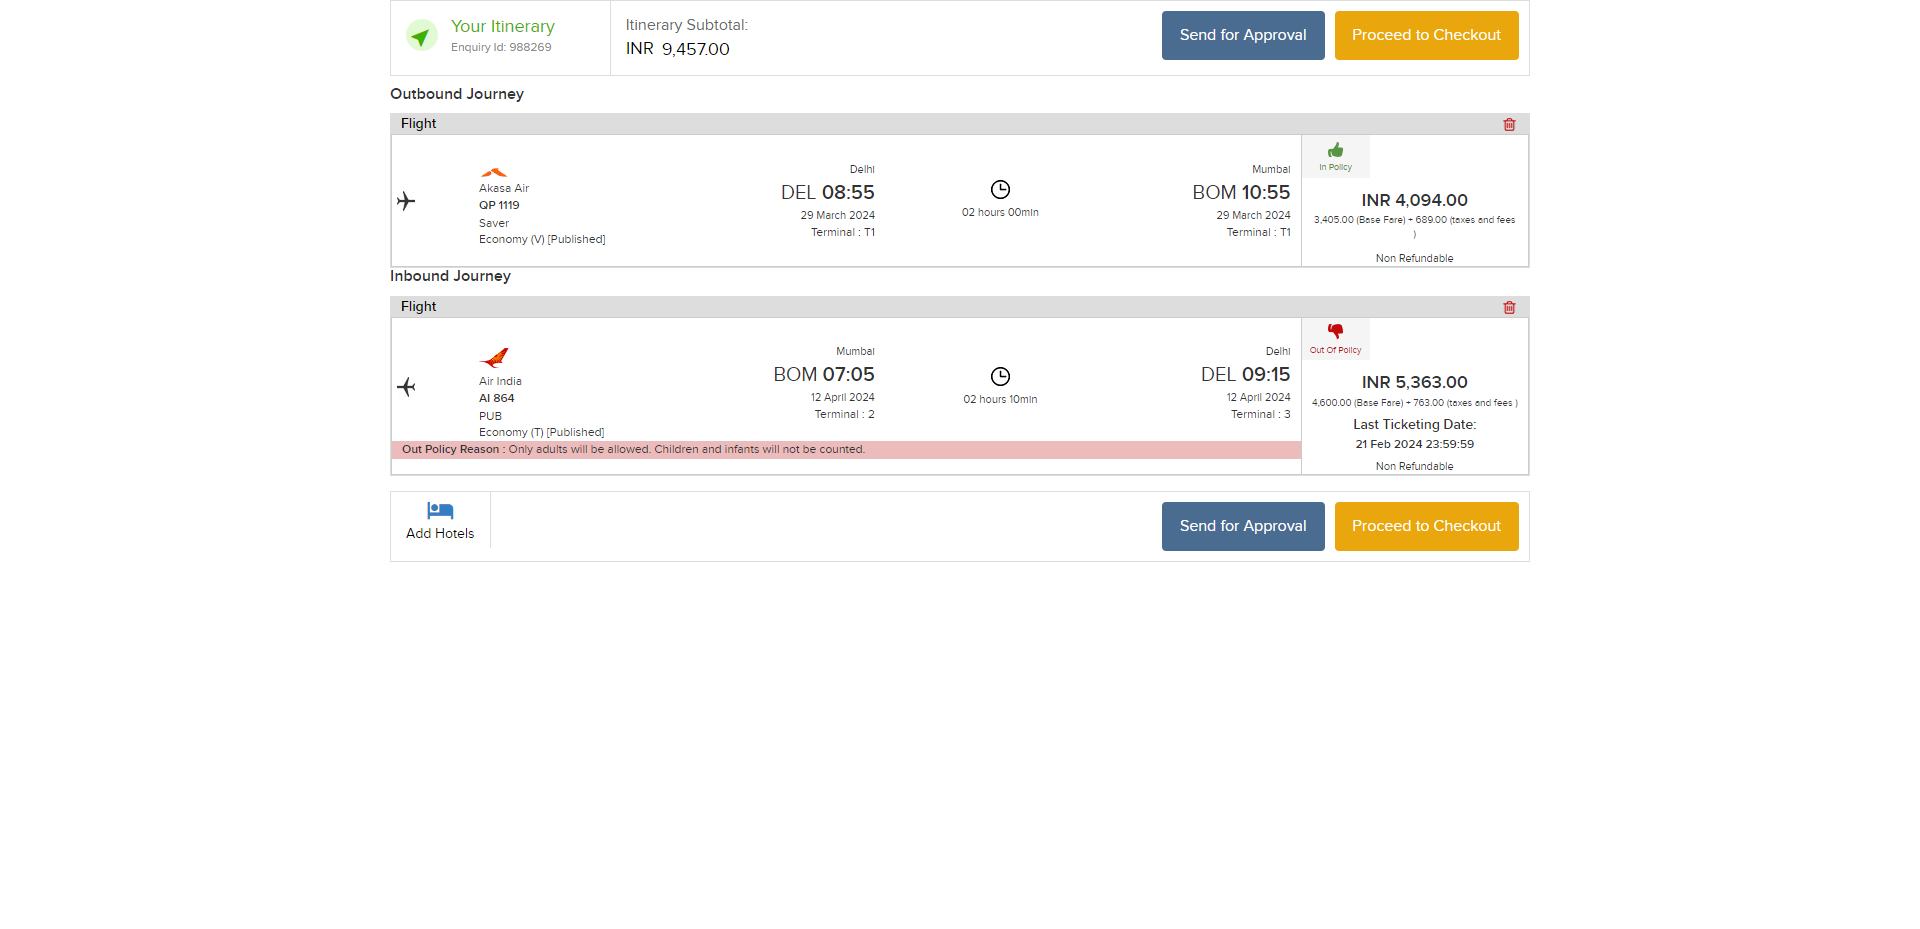 Your Itinerary
Enquiry Id: 988269
Itinerary Subtotal:
INR 9,457.00
Send for Approval
Proceed to Checkout
Outbound Journey
Flight
Akasa Air
QP 1119
Saver
Economy (V) [Published]
Delhi
DEL 08:55
29 March 2024
Terminal : T1
02 hours 00min
Mumbai
BOM 10:55
29 March 2024
Terminal : T1
In Policy
INR 4,094.00
3,405.00 (Base Fare) + 689.00 (taxes and fees
)
Non Refundable
Inbound Journey
Flight
Air India
AI 864
PUB
Economy (T) [Published]
Mumbai
BOM 07:05
12 April 2024
Terminal : 2
02 hours 10min
Delhi
DEL 09:15
12 April 2024
Terminal : 3
Out Policy Reason : Only adults will be allowed. Children and infants will not be counted.
Out Of Policy
INR 5,363.00
4,600.00 (Base Fare) + 763.00 (taxes and fees )
Last Ticketing Date:
21 Feb 2024 23:59:59
Non Refundable
Add Hotels
Send for Approval
Proceed to Checkout